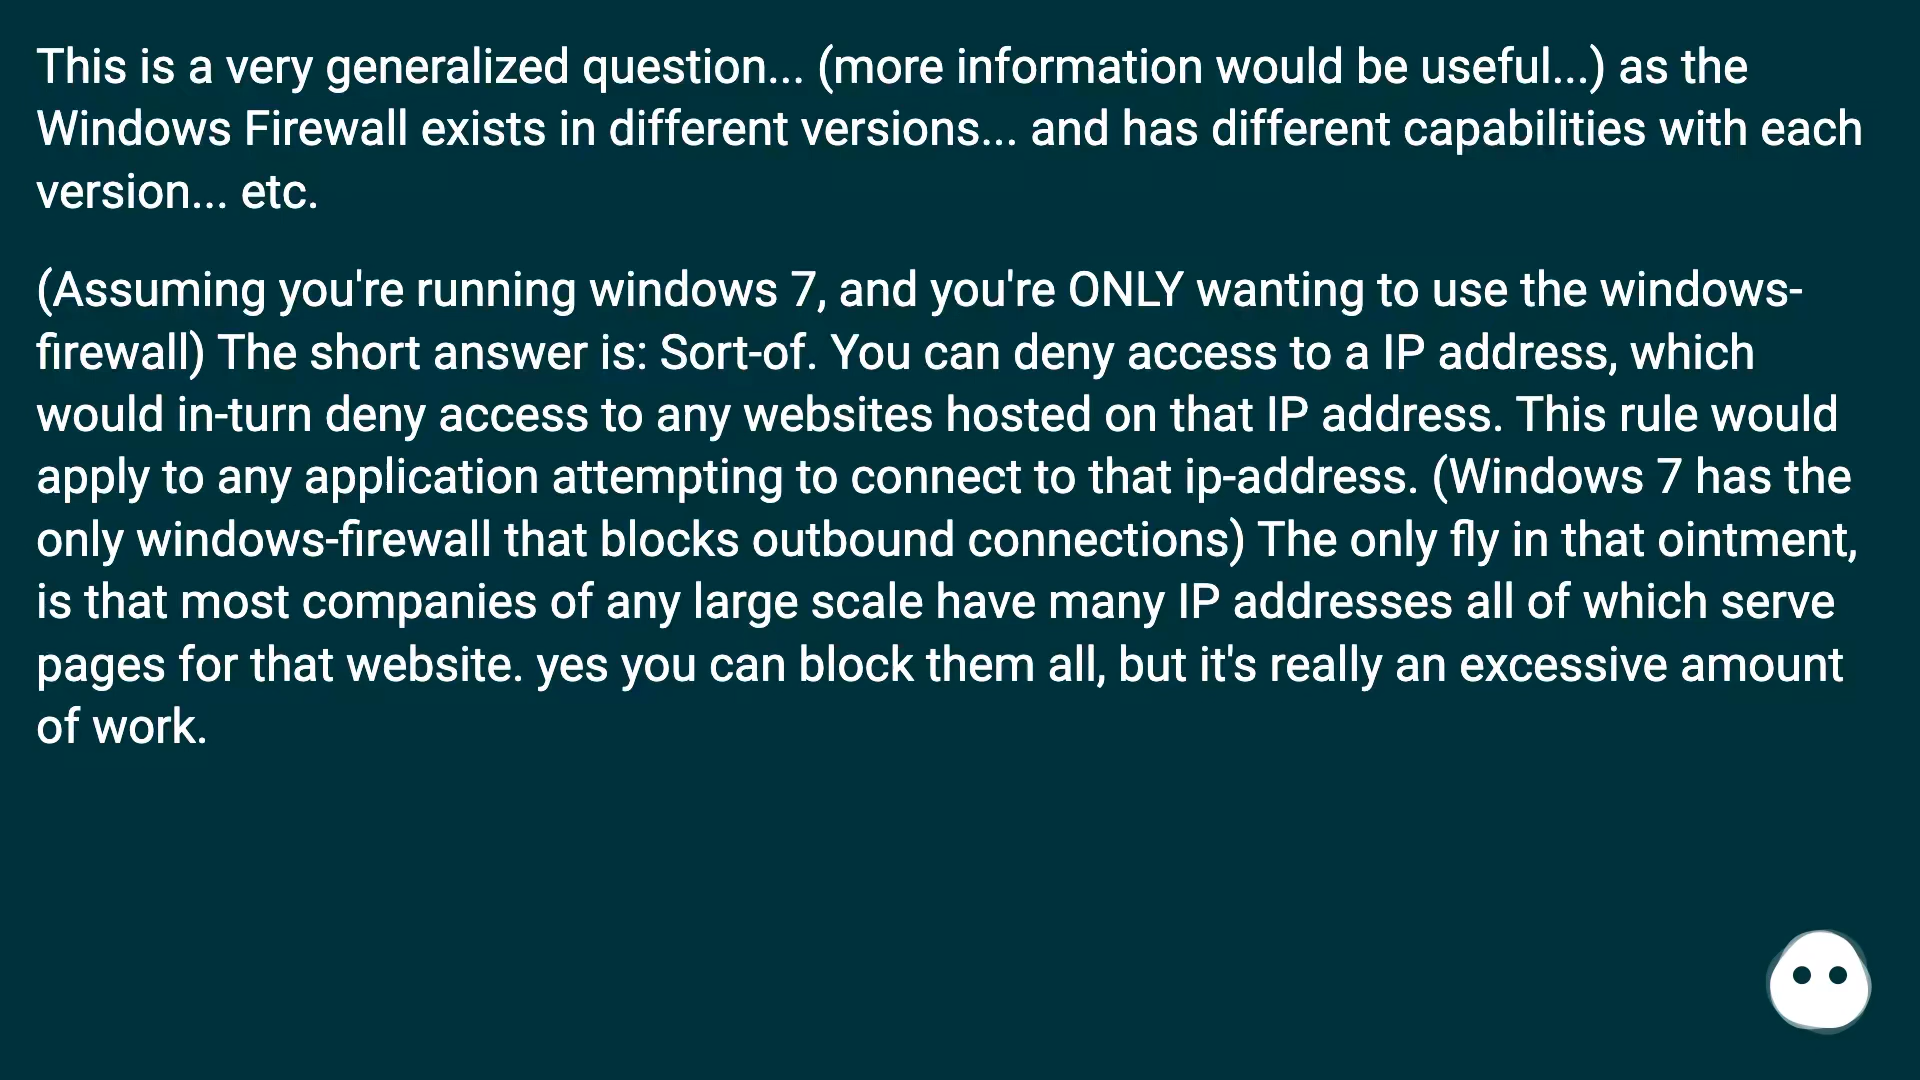 This is a very generalized question... (more information would be useful...) as the
Windows Firewall exists in different versions... and has different capabilities with each
version... etc.
(Assuming you're running windows 7, and you're ONLY wanting to use the windows-
firewall) The short answer is: Sort-of. You can deny access to a IP address, which
would in-turn deny access to any websites hosted on that IP address. This rule would
apply to any application attempting to connect to that ip-address. (Windows 7 has the
only windows-firewall that blocks outbound connections) The only fly in that ointment,
is that most companies of any large scale have many IP addresses all of which serve
pages for that website. yes you can block them all, but it's really an excessive amount
of work.